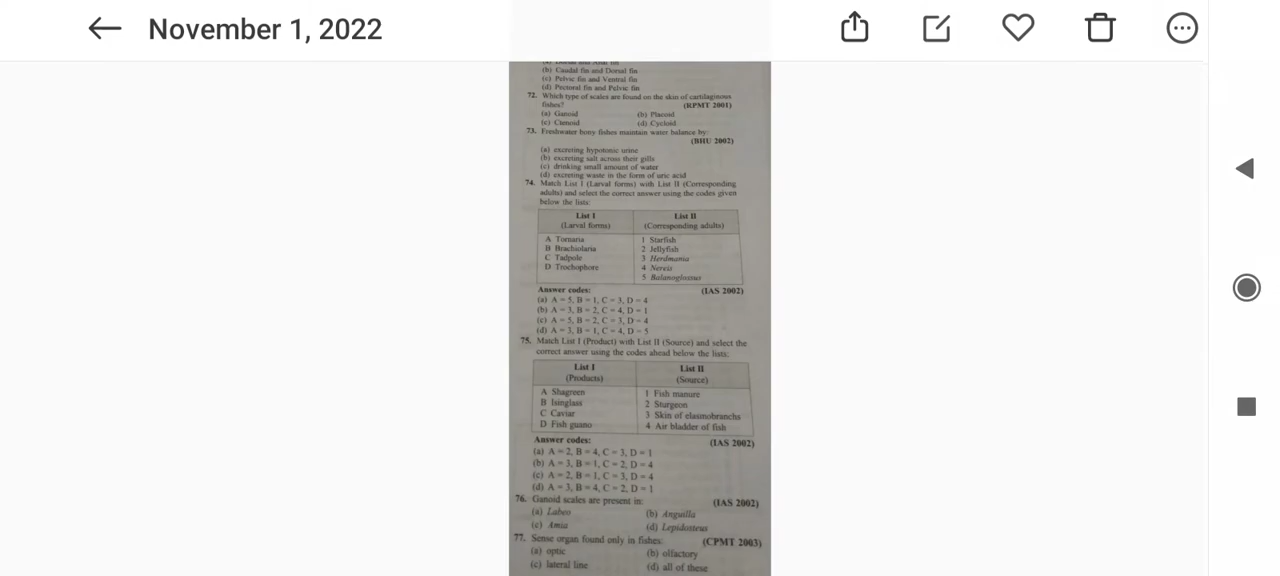 November 1, 2022
(b) Caudal fin and Dorsal fin
(c) Pelvic fin and Ventral fin
(d) Pectoral fin and Pelvic fin
72. Which type of scales are found on the skin of cartilaginous
fishes? (RPMT 2001)
(a) Ganoid (b) Placoid
(c) Ctenoid (d) Cycloid
73. Freshwater bony fishes maintain water balance by:
(BHU 2002)
(a) excreting hypotonic urine
(b) excreting salt across their gills
(c) drinking small amount of water
(d) excreting waste in the form of uric acid
74. Match List I (Larval forms) with List II (Corresponding
adults) and select the correct answer using the codes given
below the lists:
List I List II
(Larval forms) (Corresponding adults)
A Tornaria 1 Starfish
B Brachiolaria 2 Jellyfish
C Tadpole 3 Herdmania
D Trochophore 4 Nereis
5 Balanoglossus
Answer codes: (IAS 2002)
(a) A = 5, B = 1, C = 3, D = 4
(b) A = 3, B = 2, C = 4, D = 1
(c) A = 5, B = 2, C = 3, D = 4
(d) A = 3, B = 1, C = 4, D = 5
75. Match List I (Product) with List II (Source) and select the
correct answer using the codes ahead below the lists:
List I List II
(Products) (Source)
A Shagreen 1 Fish manure
B Isinglass 2 Sturgeon
C Caviar 3 Skin of elasmobranchs
D Fish guano 4 Air bladder of fish
Answer codes: (IAS 2002)
(a) A = 2, B = 4, C = 3, D = 1
(b) A = 3, B = 1, C = 2, D = 4
(c) A = 2, B = 1, C = 3, D = 4
(d) A = 3, B = 4, C = 2, D = 1
76. Ganoid scales are present in: (IAS 2002)
(a) Labeo (b) Anguilla
(c) Amia (d) Lepidosteus
77. Sense organ found only in fishes: (CPMT 2003)
(a) optic (b) olfactory
(c) lateral line (d) all of these